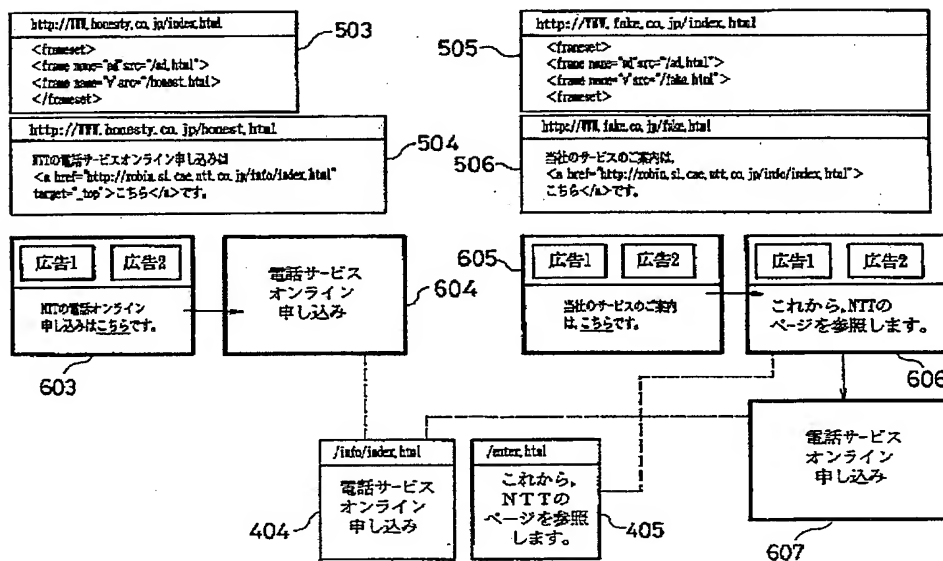 http://WWW.honesty.co.jp/index.html
<frameset>
<frame name="ad"src="/ad.html">
<frame name="V"src="/honest.html>
</frameset>
503
http://WWW.honesty.co.jp/honest.html
NTTの電話サービスオンライン申し込みは
<a href="http://robin.sl.cae.ntt.co.jp/info/index.html"
target="_top">こちら</a>です。
504
505
http://WWW.fake.co.jp/index.html
<frameset>
<frame name="ad"src="/ad.html">
<frame name="V"src="/fake.html">
<frameset>
506
http://WWW.fake.co.jp/fake.html
当社のサービスのご案内は,
<a href="http://robin.sl.cae.ntt.co.jp/info/index.html">
こちら</a>です。
広告1 広告2
NTTの電話オンライン
申し込みはこちらです。
603
電話サービス
オンライン
申し込み
604
605
広告1 広告2
当社のサービスのご案内
は,こちらです。
広告1 広告2
これから,NTTの
ページを参照します。
606
/info/index.html
電話サービス
オンライン
申し込み
404
/enter.html
これから,
NTTの
ページを参照
します。
405
電話サービス
オンライン
申し込み
607